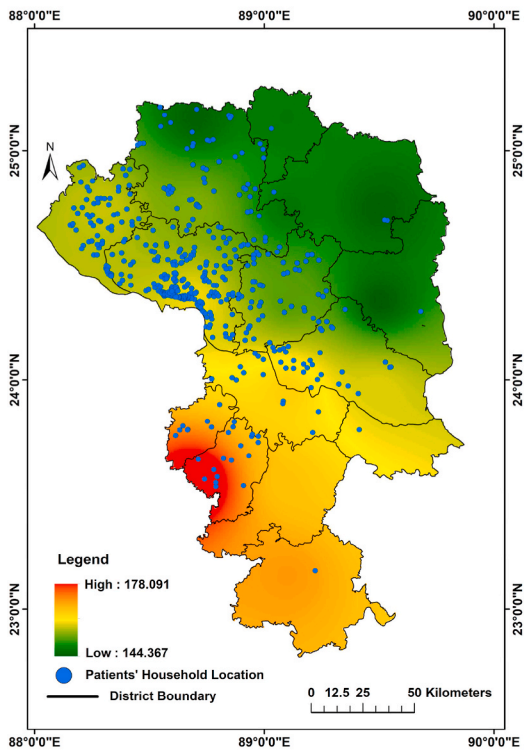 88°0'0"E 89°0'0"E 90°0'0"E
25°0'0"N
25°0'0"N
N
24°0'0"N
24°0'0"N
23°0'0"N
23°0'0"N
Legend
High : 178.091
Low : 144.367
Patients' Household Location
District Boundary
0 12.5 25 50 Kilometers
88°0'0"E 89°0'0"E 90°0'0"E